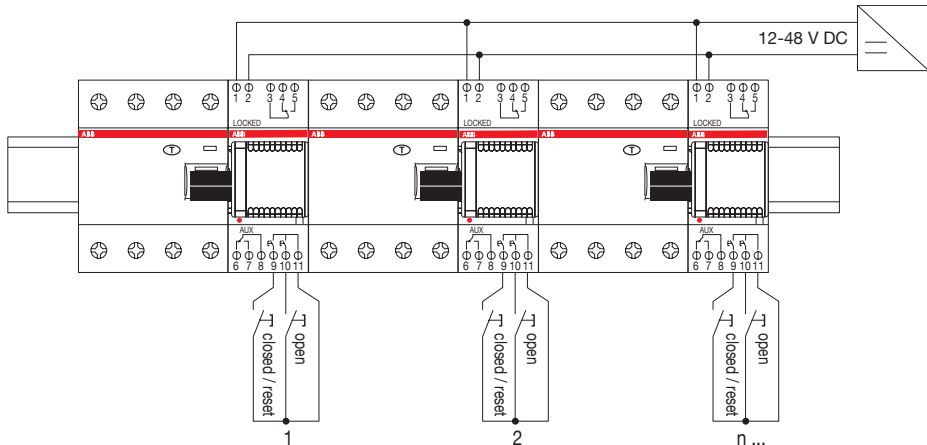 12-48 V DC
1 2 3 4 5
1 2 3 4 5
1 2 3 4 5
LOCKED
LOCKED
LOCKED
ABB ABB ABB ABB ABB ABB
T
T
T
AUX
AUX
AUX
6 7 8 9 10 11
6 7 8 9 10 11
6 7 8 9 10 11
closed / reset
open
closed / reset
open
closed / reset
open
1
2
n ...